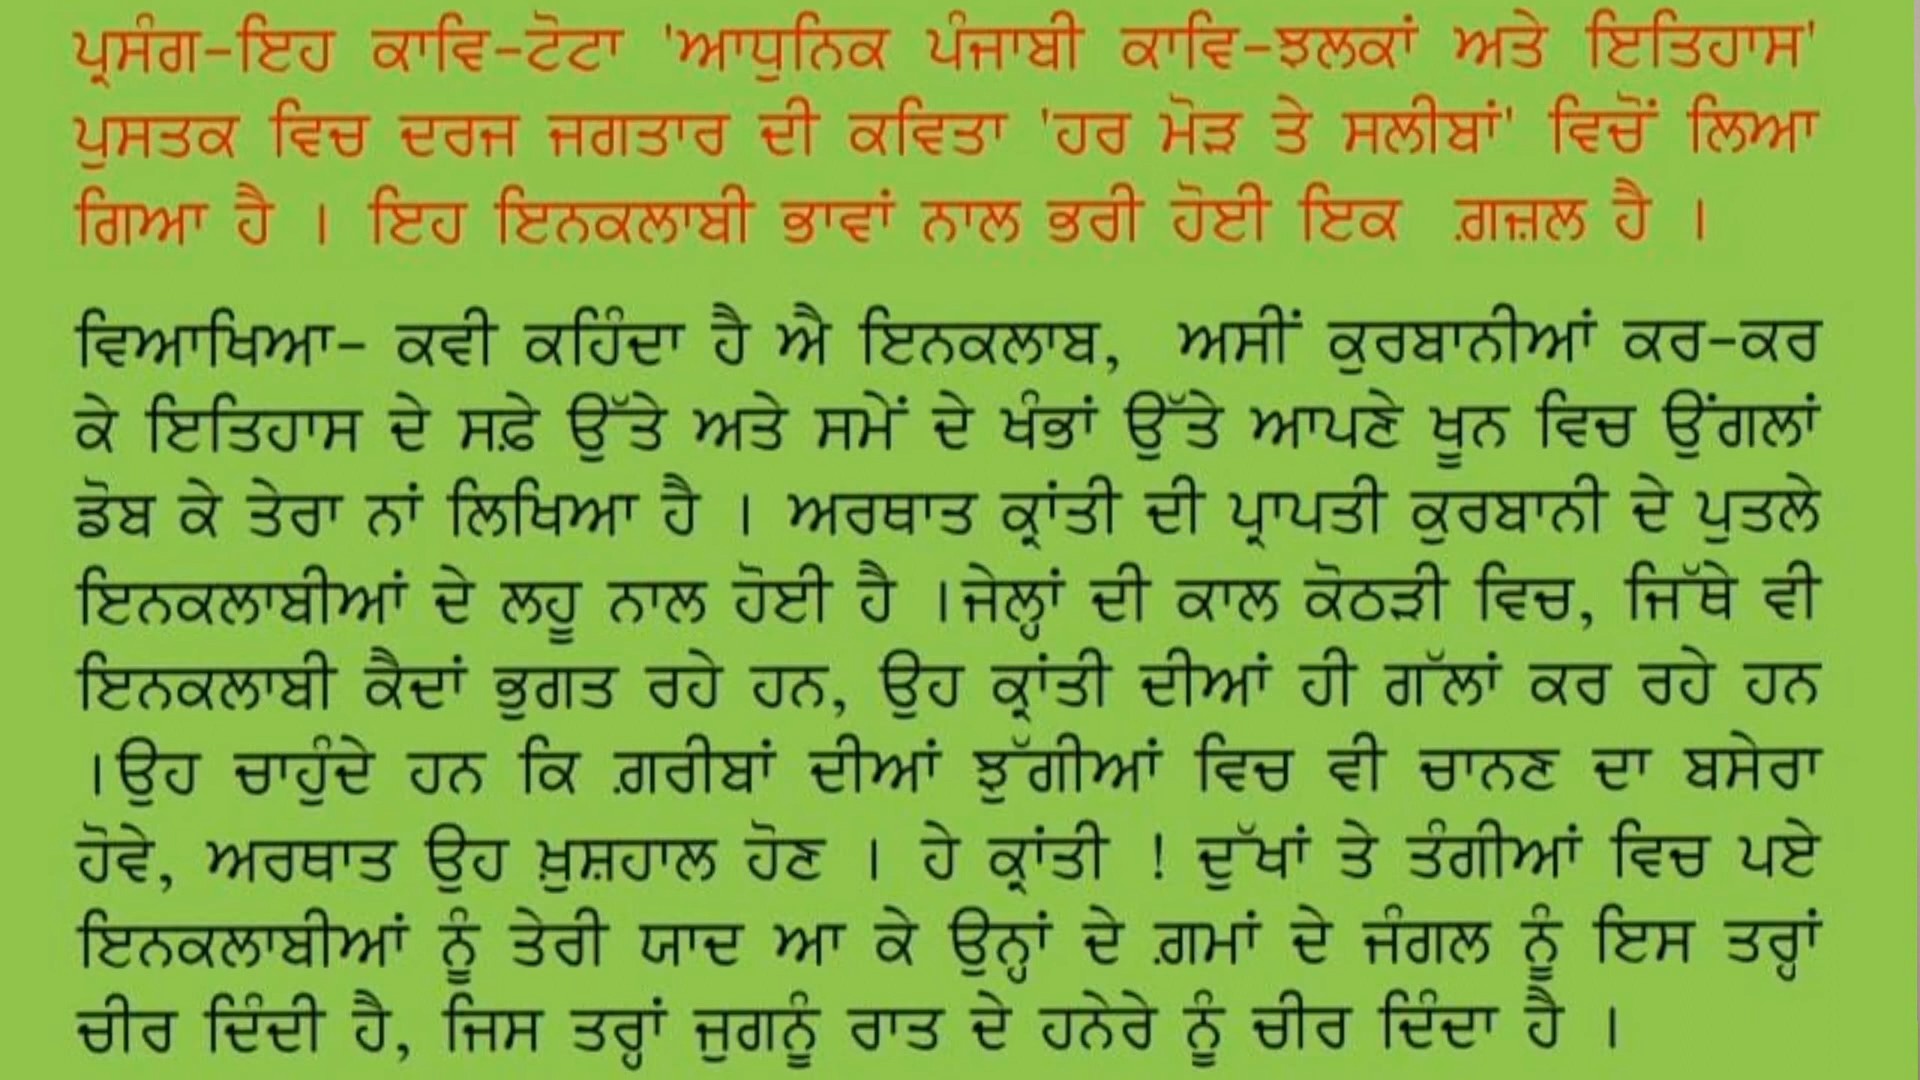 ਪ੍ਰਸੰਗ-ਇਹ ਕਾਵਿ-ਟੋਟਾ 'ਆਧੁਨਿਕ ਪੰਜਾਬੀ ਕਾਵਿ-ਝਲਕਾਂ ਅਤੇ ਇਤਿਹਾਸ'
ਪੁਸਤਕ ਵਿਚ ਦਰਜ ਜਗਤਾਰ ਦੀ ਕਵਿਤਾ 'ਹਰ ਮੋੜ ਤੇ ਸਲੀਬਾਂ' ਵਿਚੋਂ ਲਿਆ
ਗਿਆ ਹੈ । ਇਹ ਇਨਕਲਾਬੀ ਭਾਵਾਂ ਨਾਲ ਭਰੀ ਹੋਈ ਇਕ ਗ਼ਜ਼ਲ ਹੈ ।
ਵਿਆਖਿਆ- ਕਵੀ ਕਹਿੰਦਾ ਹੈ ਐ ਇਨਕਲਾਬ, ਅਸੀਂ ਕੁਰਬਾਨੀਆਂ ਕਰ-ਕਰ
ਕੇ ਇਤਿਹਾਸ ਦੇ ਸਫ਼ੇ ਉੱਤੇ ਅਤੇ ਸਮੇਂ ਦੇ ਖੰਭਾਂ ਉੱਤੇ ਆਪਣੇ ਖੂਨ ਵਿਚ ਉਂਗਲਾਂ
ਡੋਬ ਕੇ ਤੇਰਾ ਨਾਂ ਲਿਖਿਆ ਹੈ । ਅਰਥਾਤ ਕ੍ਰਾਂਤੀ ਦੀ ਪ੍ਰਾਪਤੀ ਕੁਰਬਾਨੀ ਦੇ ਪੁਤਲੇ
ਇਨਕਲਾਬੀਆਂ ਦੇ ਲਹੂ ਨਾਲ ਹੋਈ ਹੈ ।ਜੇਲ੍ਹਾਂ ਦੀ ਕਾਲ ਕੋਠੜੀ ਵਿਚ, ਜਿੱਥੇ ਵੀ
ਇਨਕਲਾਬੀ ਕੈਦਾਂ ਭੁਗਤ ਰਹੇ ਹਨ, ਉਹ ਕ੍ਰਾਂਤੀ ਦੀਆਂ ਹੀ ਗੱਲਾਂ ਕਰ ਰਹੇ ਹਨ
।ਉਹ ਚਾਹੁੰਦੇ ਹਨ ਕਿ ਗ਼ਰੀਬਾਂ ਦੀਆਂ ਝੁੱਗੀਆਂ ਵਿਚ ਵੀ ਚਾਨਣ ਦਾ ਬਸੇਰਾ
ਹੋਵੇ, ਅਰਥਾਤ ਉਹ ਖ਼ੁਸ਼ਹਾਲ ਹੋਣ । ਹੇ ਕ੍ਰਾਂਤੀ ! ਦੁੱਖਾਂ ਤੇ ਤੰਗੀਆਂ ਵਿਚ ਪਏ
ਇਨਕਲਾਬੀਆਂ ਨੂੰ ਤੇਰੀ ਯਾਦ ਆ ਕੇ ਉਨ੍ਹਾਂ ਦੇ ਗ਼ਮਾਂ ਦੇ ਜੰਗਲ ਨੂੰ ਇਸ ਤਰ੍ਹਾਂ
ਚੀਰ ਦਿੰਦੀ ਹੈ, ਜਿਸ ਤਰ੍ਹਾਂ ਜੁਗਨੂੰ ਰਾਤ ਦੇ ਹਨੇਰੇ ਨੂੰ ਚੀਰ ਦਿੰਦਾ ਹੈ ।